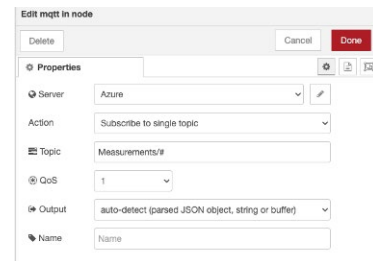 Edit mqtt in node
Delete
Cancel
Done
Properties
Server
Azure
Action
Subscribe to single topic
Topic
Measurements/#
QoS
1
Output
auto-detect (parsed JSON object, string or buffer)
Name
Name